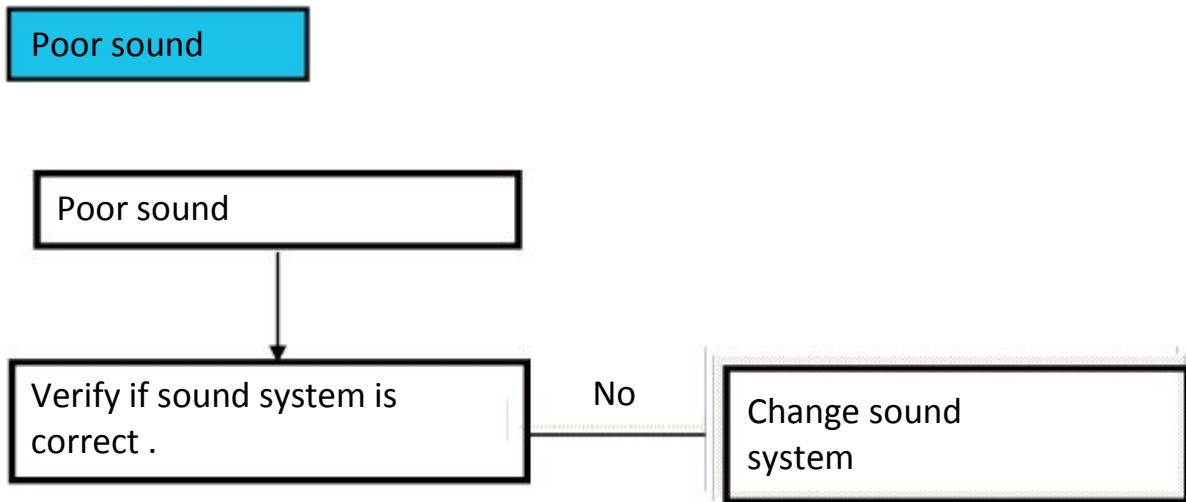 Poor sound
Poor sound
Verify if sound system is
correct .
No
Change sound
system